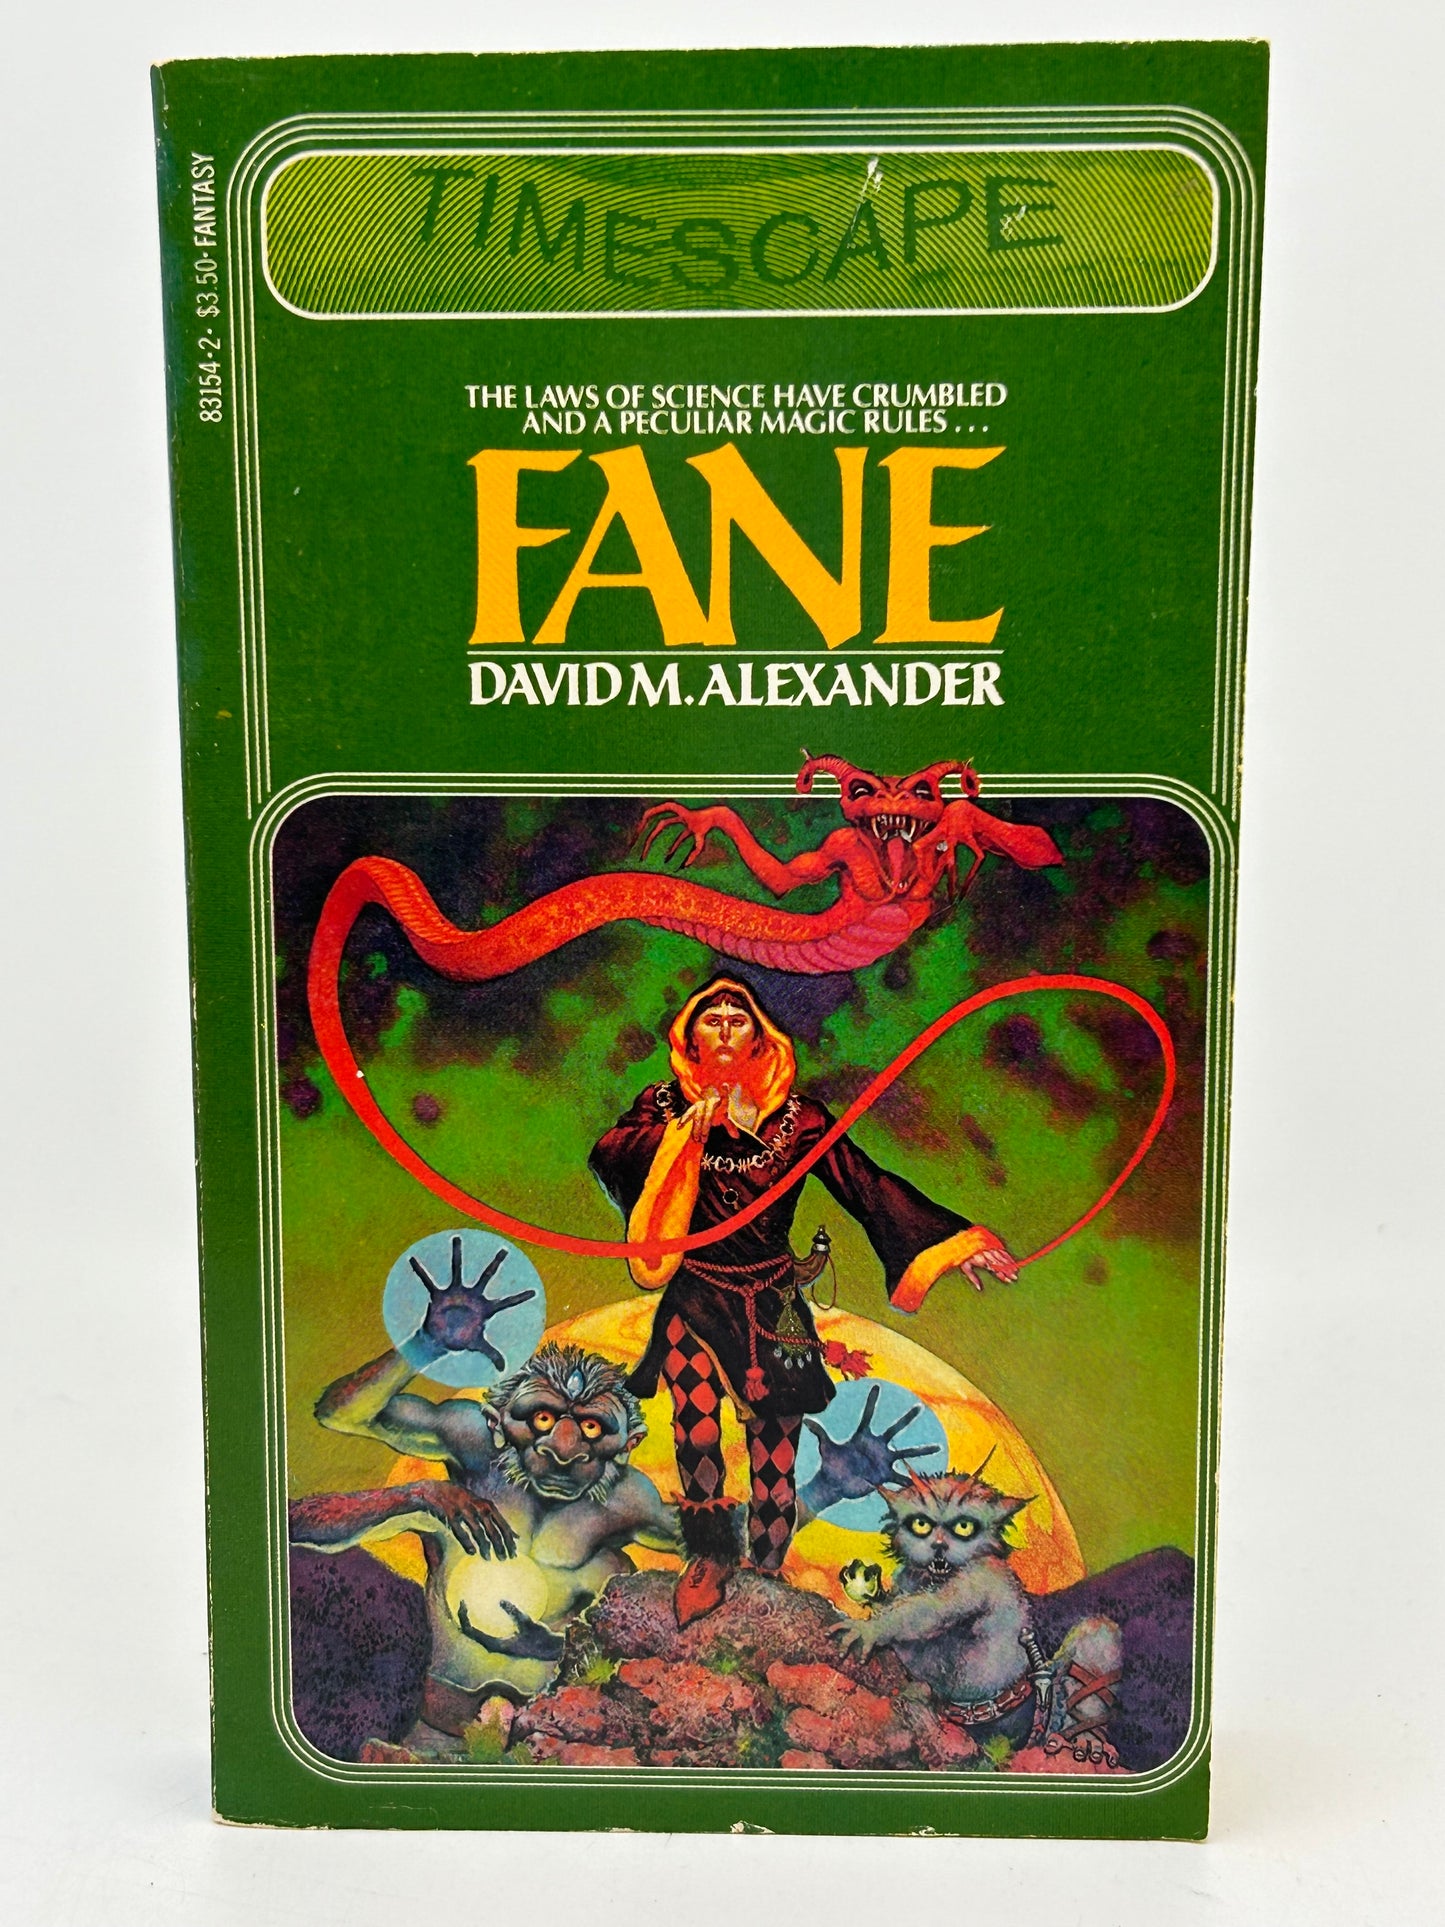 TIMESCAPE
83154·2· $3.50· FANTASY
THE LAWS OF SCIENCE HAVE CRUMBLED
AND A PECULIAR MAGIC RULES...
FANE
DAVID M. ALEXANDER